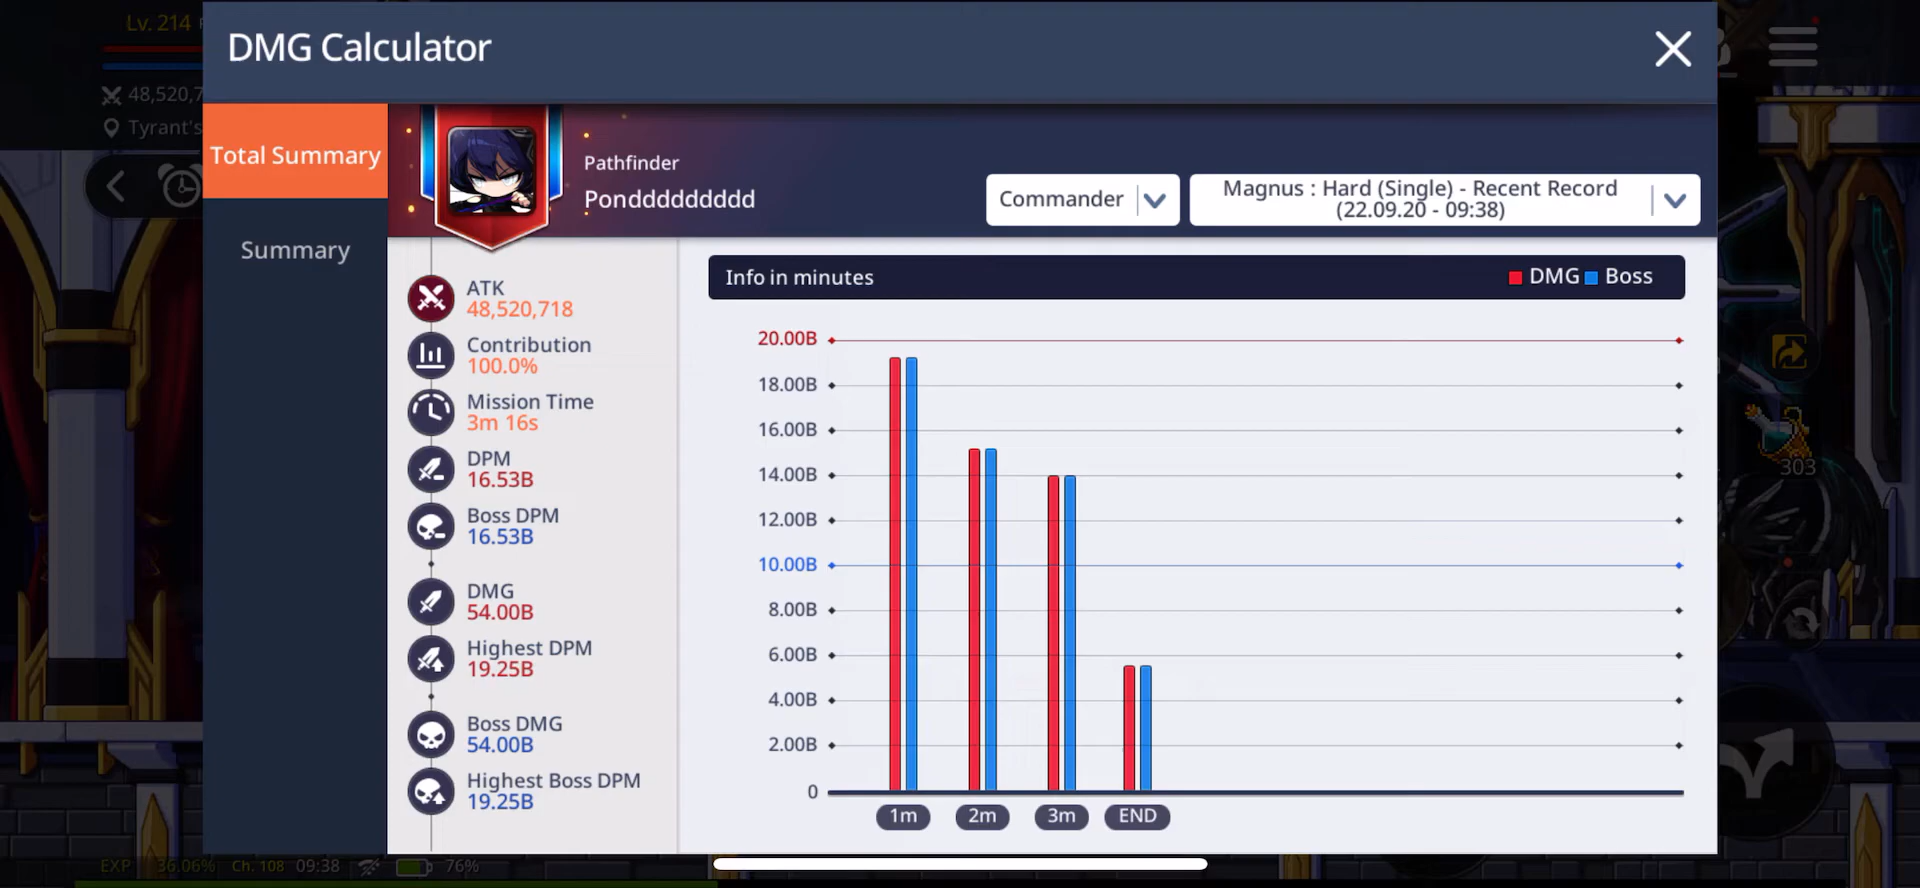 Lv. 214
DMG Calculator
48,520,7
Tyrant's
Total Summary
Summary
Pathfinder
Ponddddddddd
Commander
Magnus : Hard (Single) - Recent Record
(22.09.20 - 09:38)
ATK
48,520,718
Contribution
100.0%
Mission Time
3m 16s
DPM
16.53B
Boss DPM
16.53B
DMG
54.00B
Highest DPM
19.25B
Boss DMG
54.00B
Highest Boss DPM
19.25B
Info in minutes
DMG Boss
20.00B
18.00B
16.00B
14.00B
12.00B
10.00B
8.00B
6.00B
4.00B
2.00B
0
1m 2m 3m END
303
EXP 36.06% Ch. 108 09:38 76%